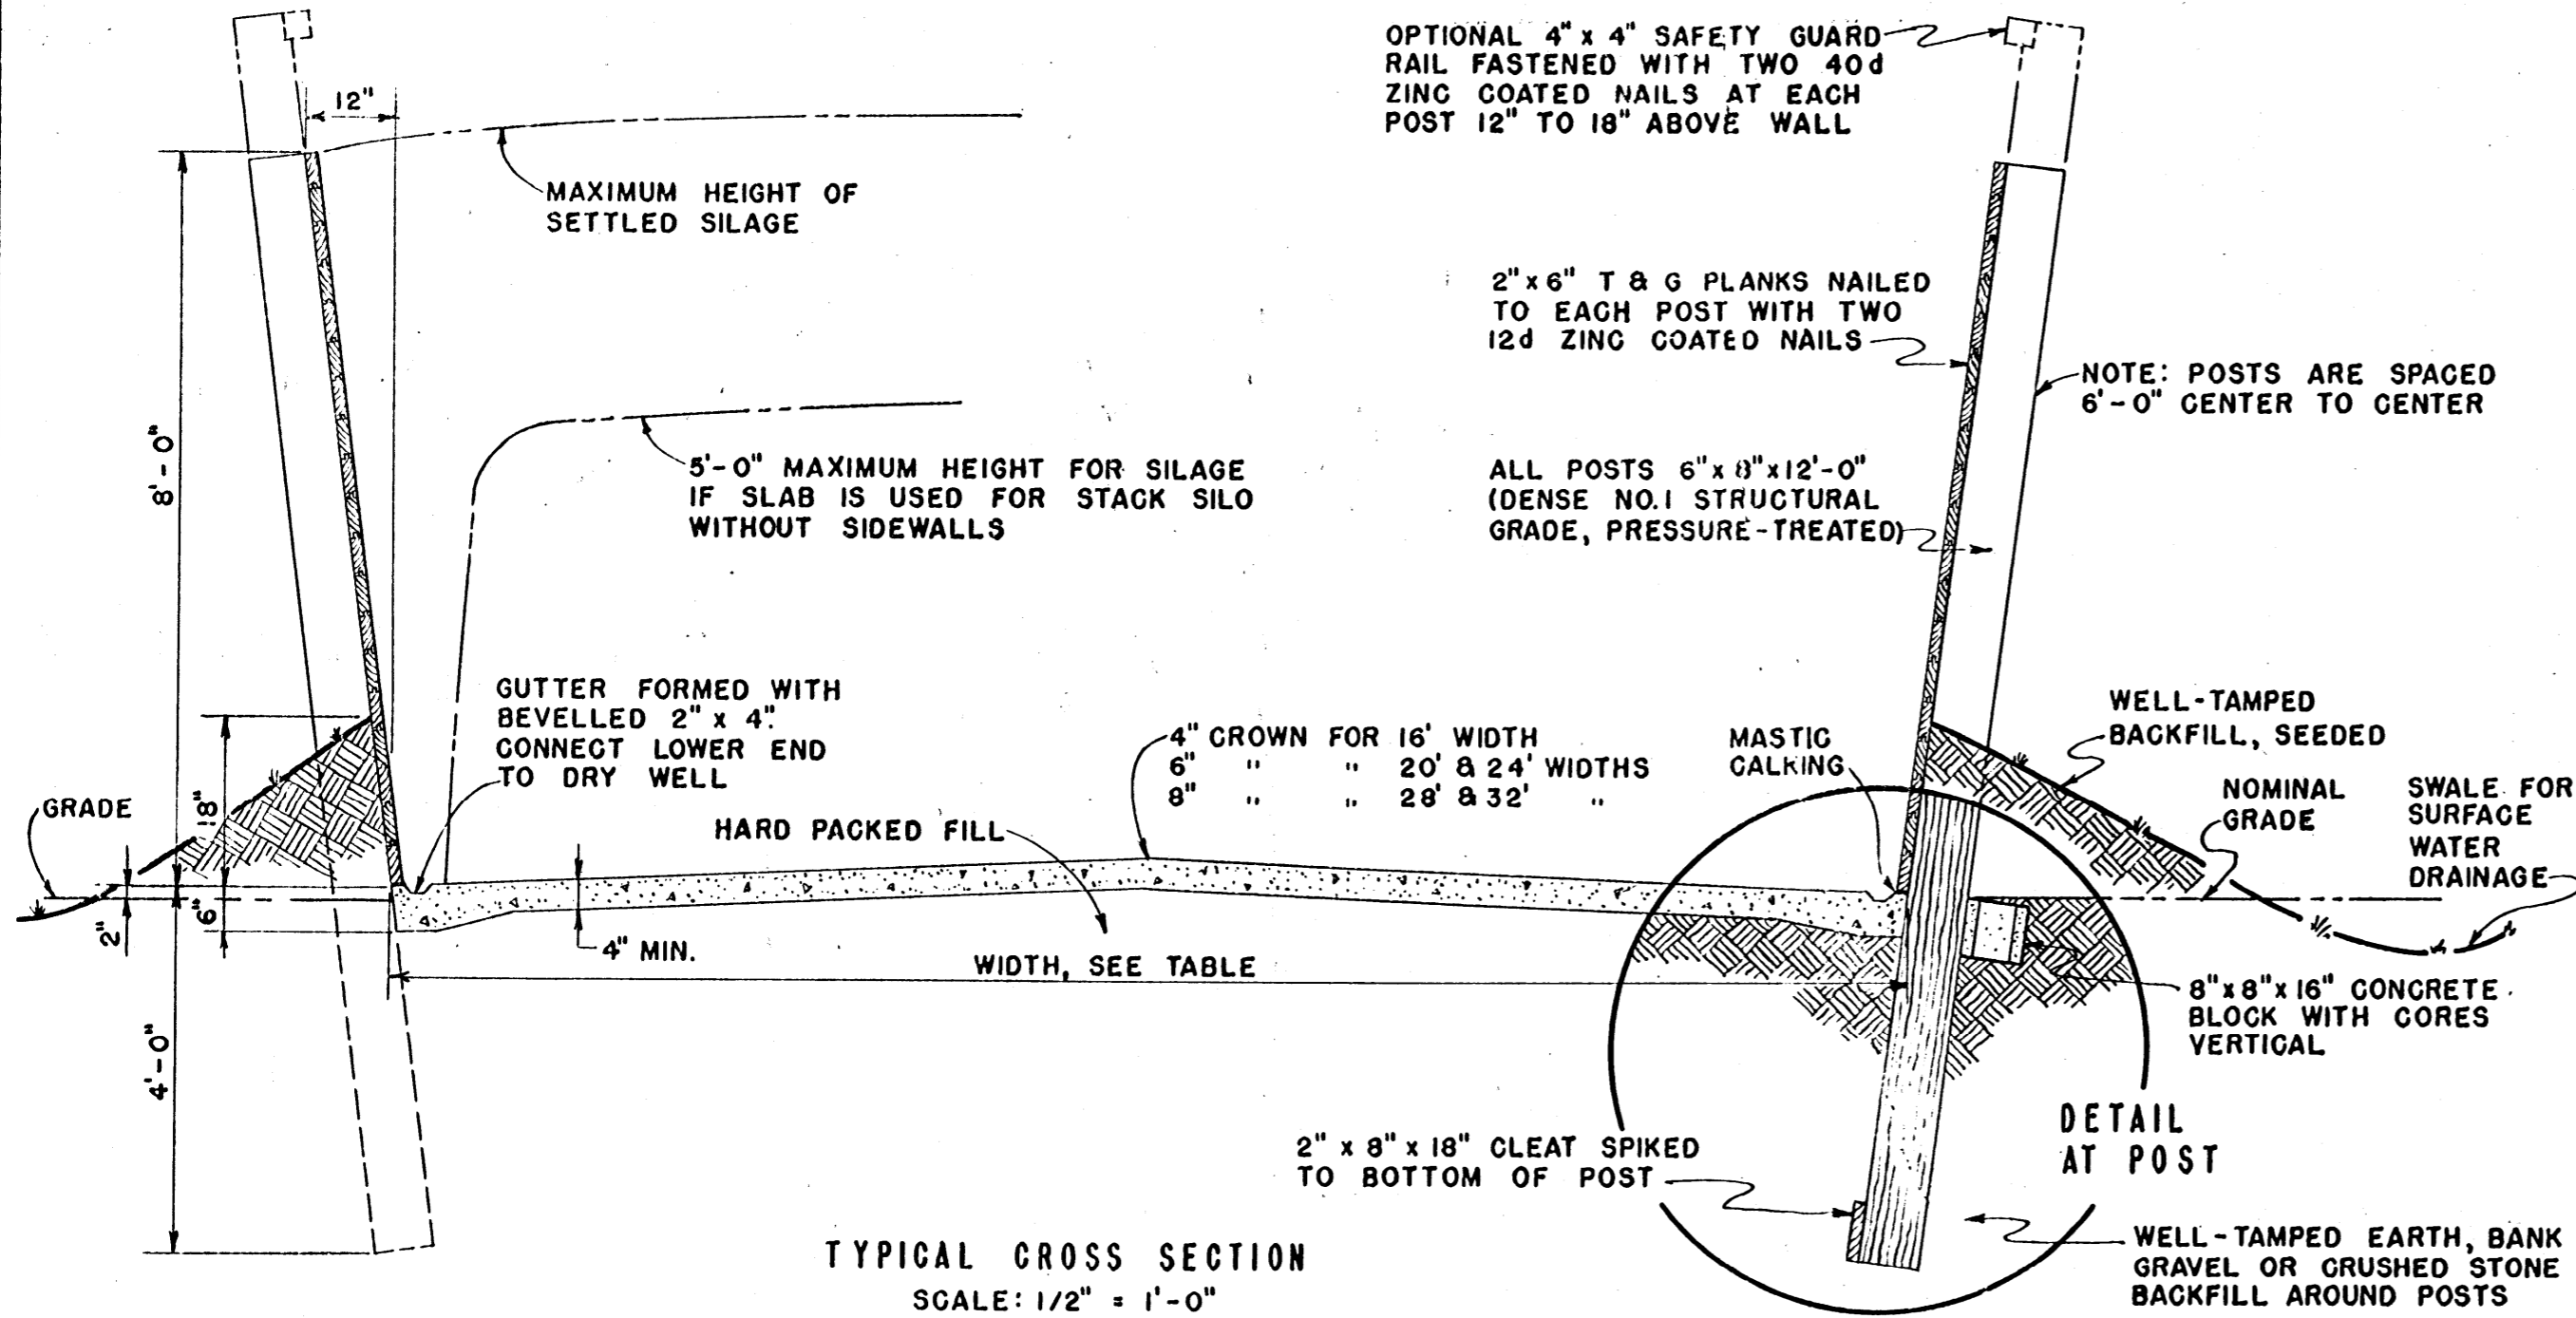 12"
OPTIONAL 4" x 4" SAFETY GUARD
RAIL FASTENED WITH TWO 40d
ZINC COATED NAILS AT EACH
POST 12" TO 18" ABOVE WALL
MAXIMUM HEIGHT OF
SETTLED SILAGE
2"x6" T & G PLANKS NAILED
TO EACH POST WITH TWO
12d ZINC COATED NAILS
NOTE: POSTS ARE SPACED
6'-0" CENTER TO CENTER
8'-0"
5'-0" MAXIMUM HEIGHT FOR SILAGE
IF SLAB IS USED FOR STACK SILO
WITHOUT SIDEWALLS
ALL POSTS 6"x 8"x12'-0"
(DENSE NO.1 STRUCTURAL
GRADE, PRESSURE-TREATED)
GUTTER FORMED WITH
BEVELLED 2" x 4".
CONNECT LOWER END
TO DRY WELL
4" CROWN FOR 16' WIDTH
6" " " 20' & 24' WIDTHS
8" " " 28' & 32' "
MASTIC
CALKING
WELL-TAMPED
BACKFILL, SEEDED
GRADE
18"
HARD PACKED FILL
NOMINAL
GRADE
SWALE FOR
SURFACE
WATER
DRAINAGE
2"
6"
4" MIN.
WIDTH, SEE TABLE
8"x8"x16" CONCRETE
BLOCK WITH CORES
VERTICAL
4'-0"
DETAIL
AT POST
2" x 8" x 18" CLEAT SPIKED
TO BOTTOM OF POST
WELL-TAMPED EARTH, BANK
GRAVEL OR CRUSHED STONE
BACKFILL AROUND POSTS
TYPICAL CROSS SECTION
SCALE: 1/2" = 1'-0"